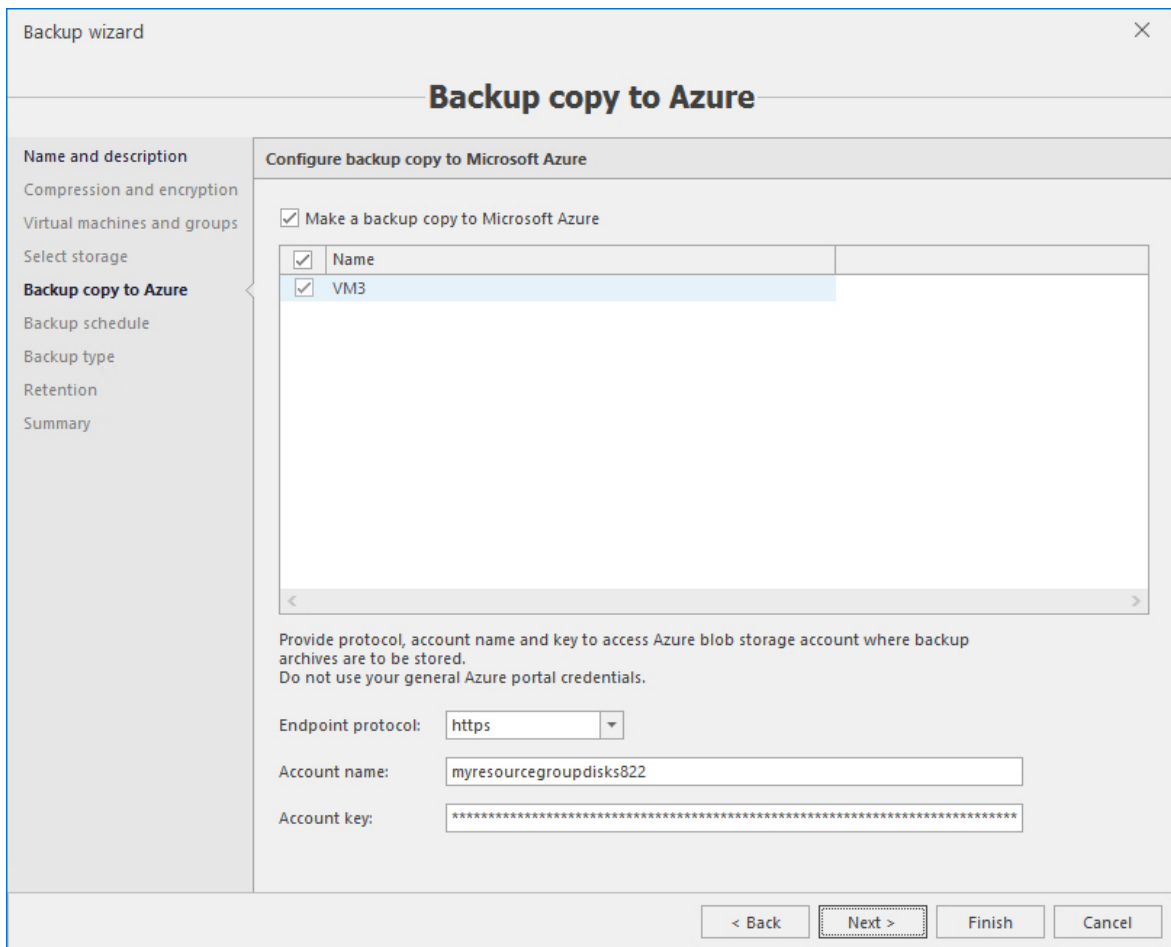 Backup wizard
Backup copy to Azure
Name and description
Compression and encryption
Virtual machines and groups
Select storage
Backup copy to Azure
Backup schedule
Backup type
Retention
Summary
Configure backup copy to Microsoft Azure
Make a backup copy to Microsoft Azure
Name
VM3
Provide protocol, account name and key to access Azure blob storage account where backup
archives are to be stored.
Do not use your general Azure portal credentials.
Endpoint protocol: https
Account name: myresourcegroupdisks822
Account key: ********************************************************************************
< Back Next > Finish Cancel